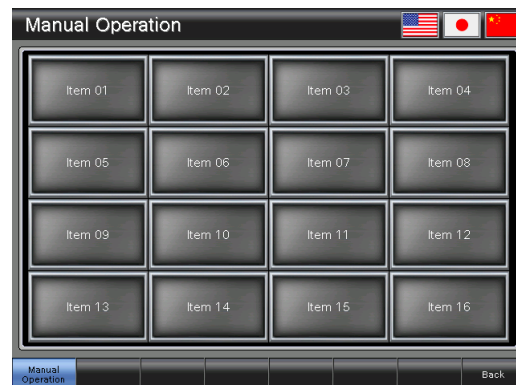 Manual Operation
Item 01
Item 02
Item 03
Item 04
Item 05
Item 06
Item 07
Item 08
Item 09
Item 10
Item 11
Item 12
Item 13
Item 14
Item 15
Item 16
Manual
Operation
Back